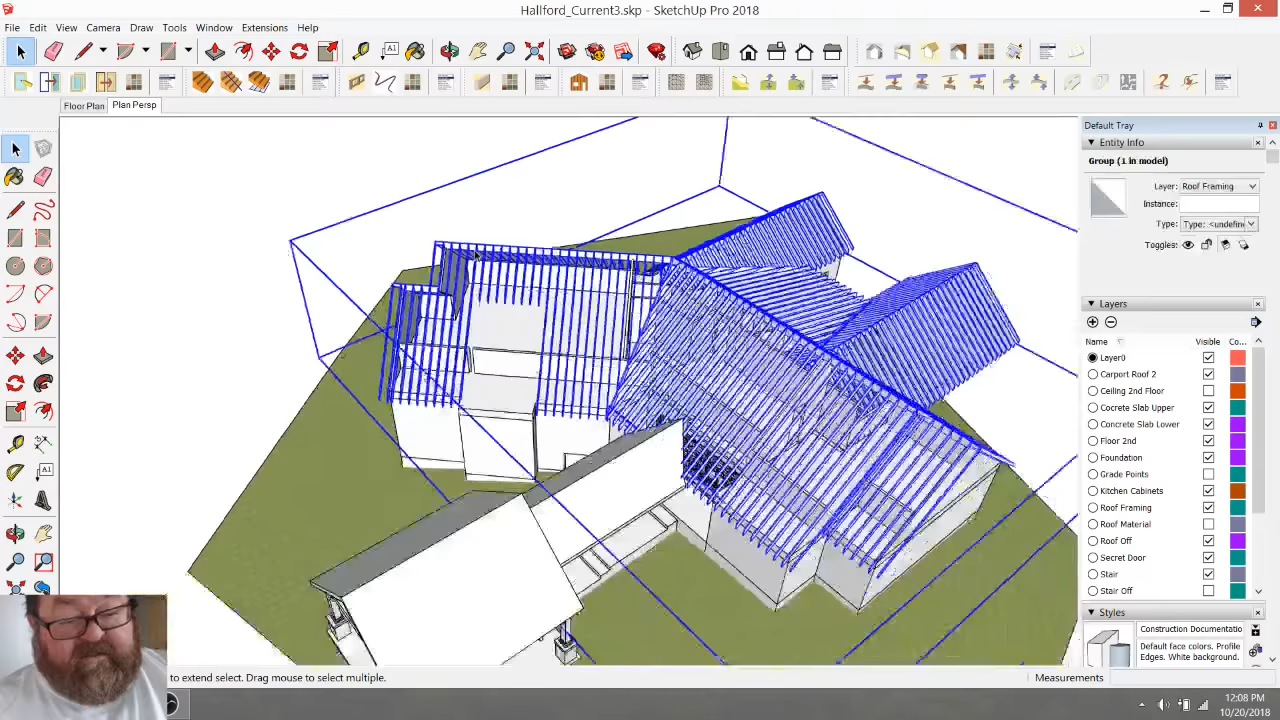 Hallford_Current3.skp - SketchUp Pro 2018
File Edit View Camera Draw Tools Window Extensions Help
Floor Plan Plan Persp
Default Tray
Entity Info
Group (1 in model)
Layer: Roof Framing
Instance:
Type: Type: <undefin
Toggles:
Layers
Name Visible Co...
Layer0
Carport Roof 2
Ceiling 2nd Floor
Cocrete Slab Upper
Concrete Slab Lower
Floor 2nd
Foundation
Grade Points
Kitchen Cabinets
Roof Framing
Roof Material
Roof Off
Secret Door
Stair
Stair Off
Styles
Construction Documentatio
Default face colors. Profile
Edges. White background.
to extend select. Drag mouse to select multiple.
Measurements
12:08 PM
10/20/2018